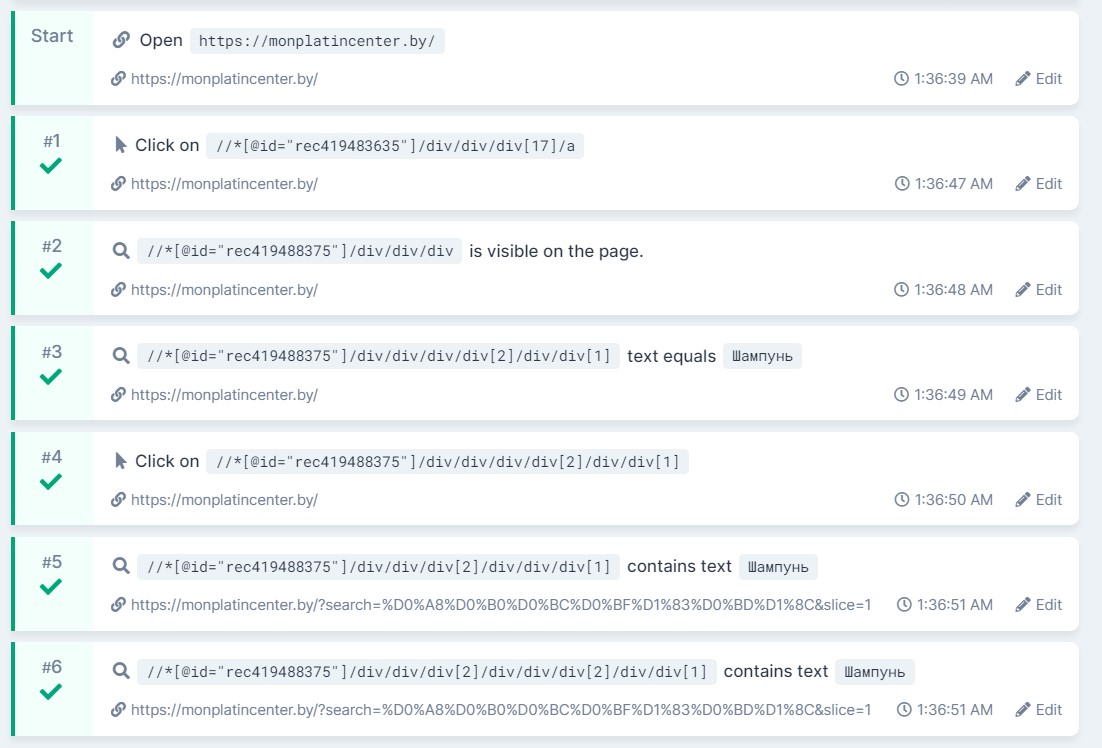 Start
Open https://monplatincenter.by/
https://monplatincenter.by/ 1:36:39 AM Edit
#1
Click on //*[@id="rec419483635"]/div/div/div[17]/a
https://monplatincenter.by/ 1:36:47 AM Edit
#2
//*[@id="rec419488375"]/div/div/div is visible on the page.
https://monplatincenter.by/ 1:36:48 AM Edit
#3
//*[@id="rec419488375"]/div/div/div/div[2]/div/div[1] text equals Шампунь
https://monplatincenter.by/ 1:36:49 AM Edit
#4
Click on //*[@id="rec419488375"]/div/div/div/div[2]/div/div[1]
https://monplatincenter.by/ 1:36:50 AM Edit
#5
//*[@id="rec419488375"]/div/div/div[2]/div/div/div[1] contains text Шампунь
https://monplatincenter.by/?search=%D0%A8%D0%B0%D0%BC%D0%BF%D1%83%D0%BD%D1%8C&slice=1 1:36:51 AM Edit
#6
//*[@id="rec419488375"]/div/div/div[2]/div/div/div[2]/div/div[1] contains text Шампунь
https://monplatincenter.by/?search=%D0%A8%D0%B0%D0%BC%D0%BF%D1%83%D0%BD%D1%8C&slice=1 1:36:51 AM Edit